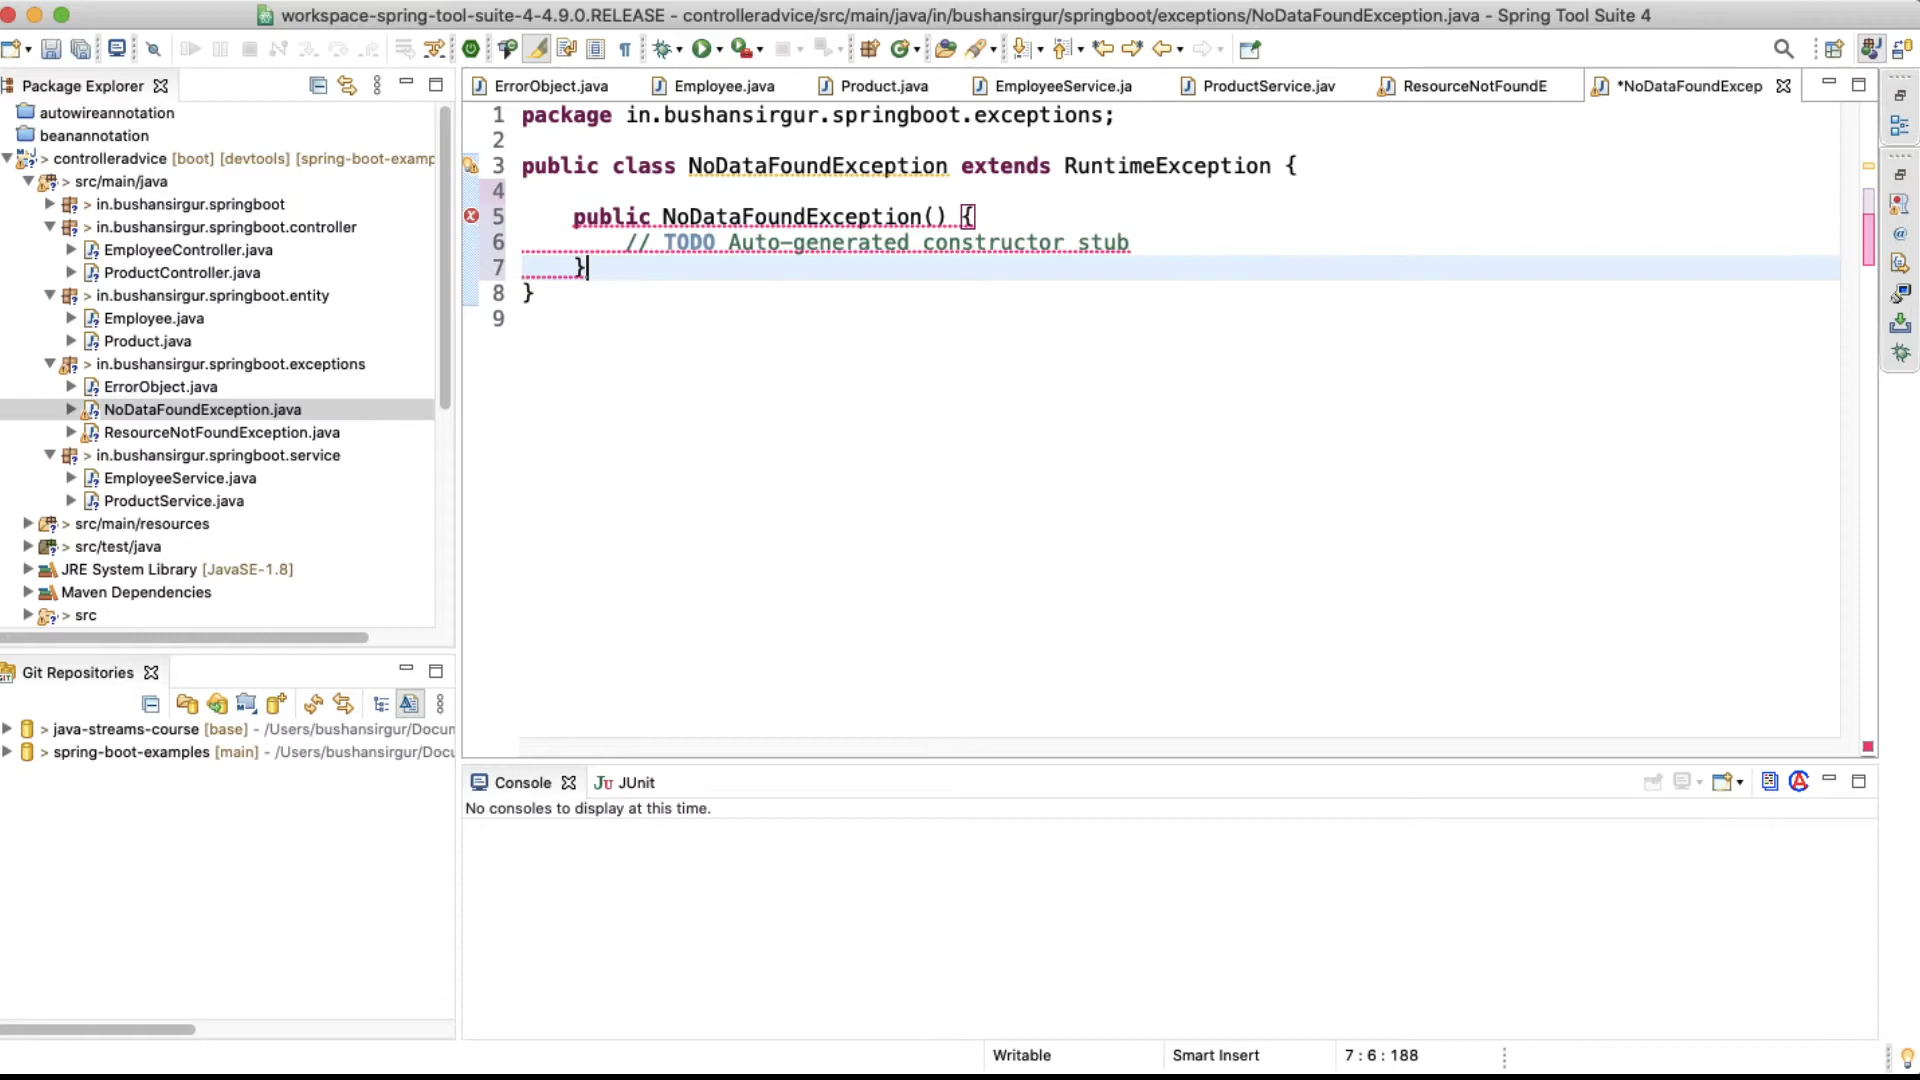 workspace-spring-tool-suite-4-4.9.0.RELEASE - controlleradvice/src/main/java/in/bushansirgur/springboot/exceptions/NoDataFoundException.java - Spring Tool Suite 4
Package Explorer
autowireannotation
beanannotation
> controlleradvice [boot] [devtools] [spring-boot-examp
> src/main/java
> in.bushansirgur.springboot
> in.bushansirgur.springboot.controller
> EmployeeController.java
> ProductController.java
> in.bushansirgur.springboot.entity
> Employee.java
> Product.java
> in.bushansirgur.springboot.exceptions
> ErrorObject.java
> NoDataFoundException.java
> ResourceNotFoundException.java
> in.bushansirgur.springboot.service
> EmployeeService.java
> ProductService.java
> src/main/resources
> src/test/java
JRE System Library [JavaSE-1.8]
Maven Dependencies
> src
Git Repositories
> java-streams-course [base] - /Users/bushansirgur/Docun
> spring-boot-examples [main] - /Users/bushansirgur/Docu
ErrorObject.java
Employee.java
Product.java
EmployeeService.ja
ProductService.jav
ResourceNotFoundE
*NoDataFoundExcep
1 package in.bushansirgur.springboot.exceptions;
2
3 public class NoDataFoundException extends RuntimeException {
4
5 public NoDataFoundException() {
6 // TODO Auto-generated constructor stub
7 }
8 }
9
Console
JUnit
No consoles to display at this time.
Writable
Smart Insert
7 : 6 : 188